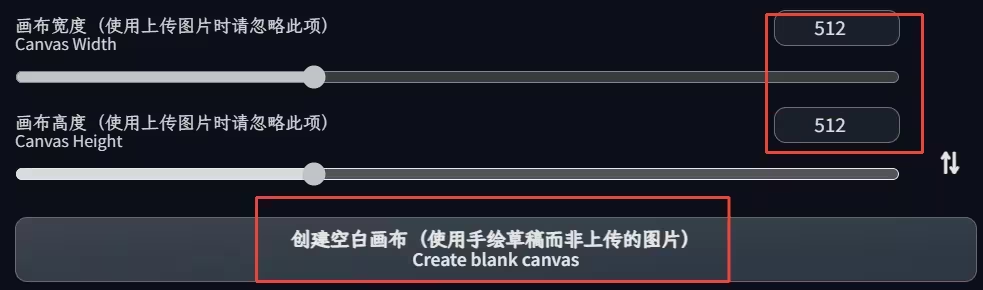 画布宽度（使用上传图片时请忽略此项）
Canvas Width
512
画布高度（使用上传图片时请忽略此项）
Canvas Height
512
创建空白画布（使用手绘草稿而非上传的图片）
Create blank canvas